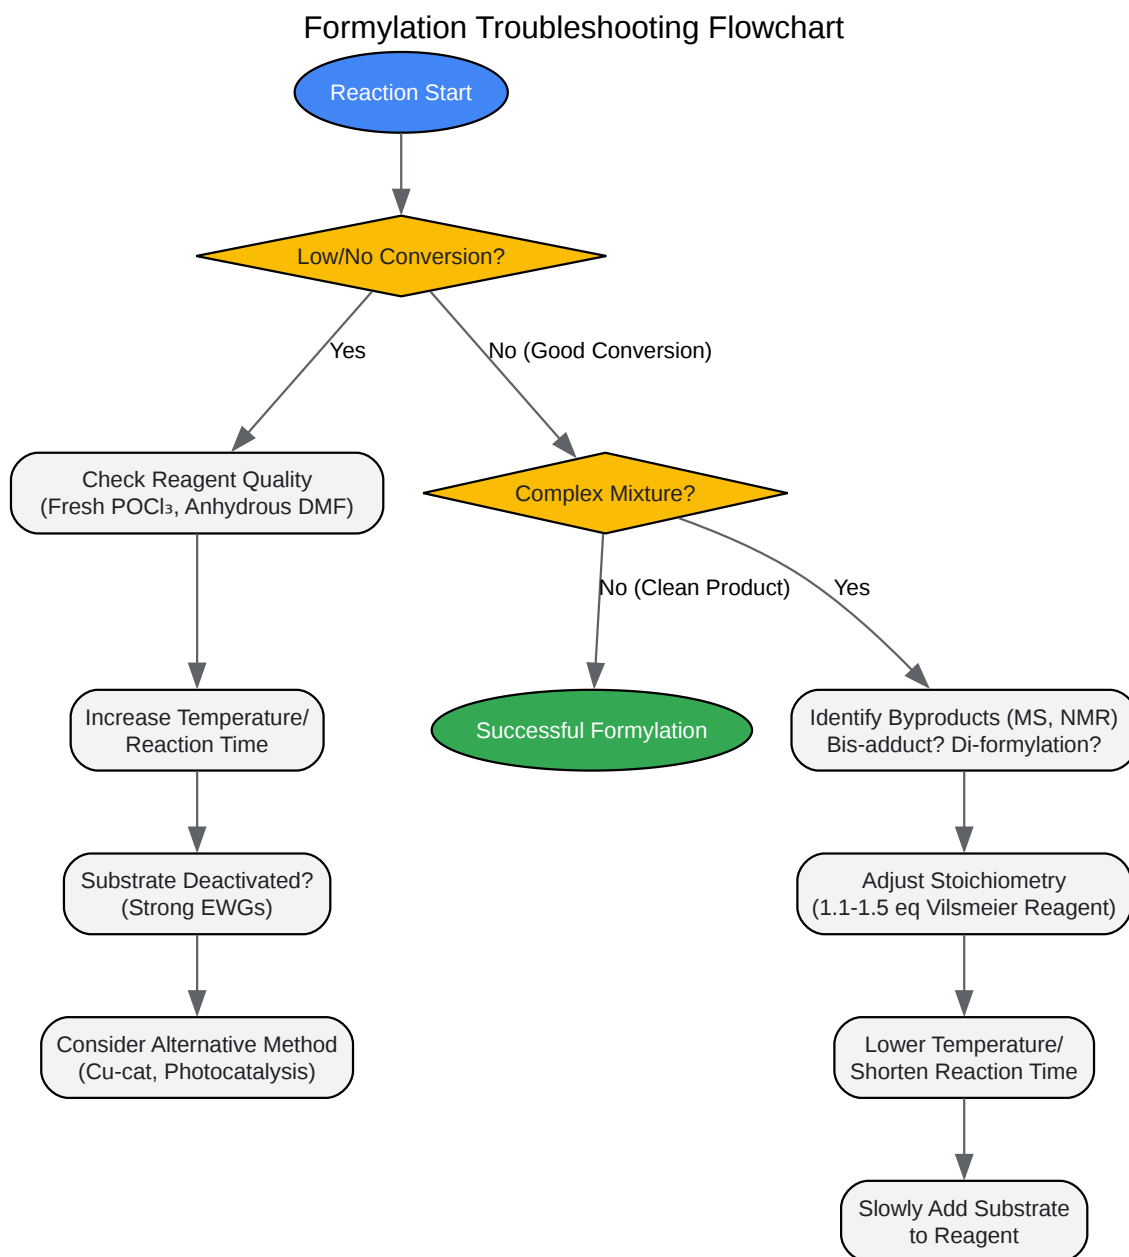 Formylation Troubleshooting Flowchart
Reaction Start
Low/No Conversion?
Yes
No (Good Conversion)
Check Reagent Quality
(Fresh POCl₃, Anhydrous DMF)
Complex Mixture?
No (Clean Product)
Yes
Increase Temperature/
Reaction Time
Successful Formylation
Identify Byproducts (MS, NMR)
Bis-adduct? Di-formylation?
Substrate Deactivated?
(Strong EWGs)
Adjust Stoichiometry
(1.1-1.5 eq Vilsmeier Reagent)
Consider Alternative Method
(Cu-cat, Photocatalysis)
Lower Temperature/
Shorten Reaction Time
Slowly Add Substrate
to Reagent